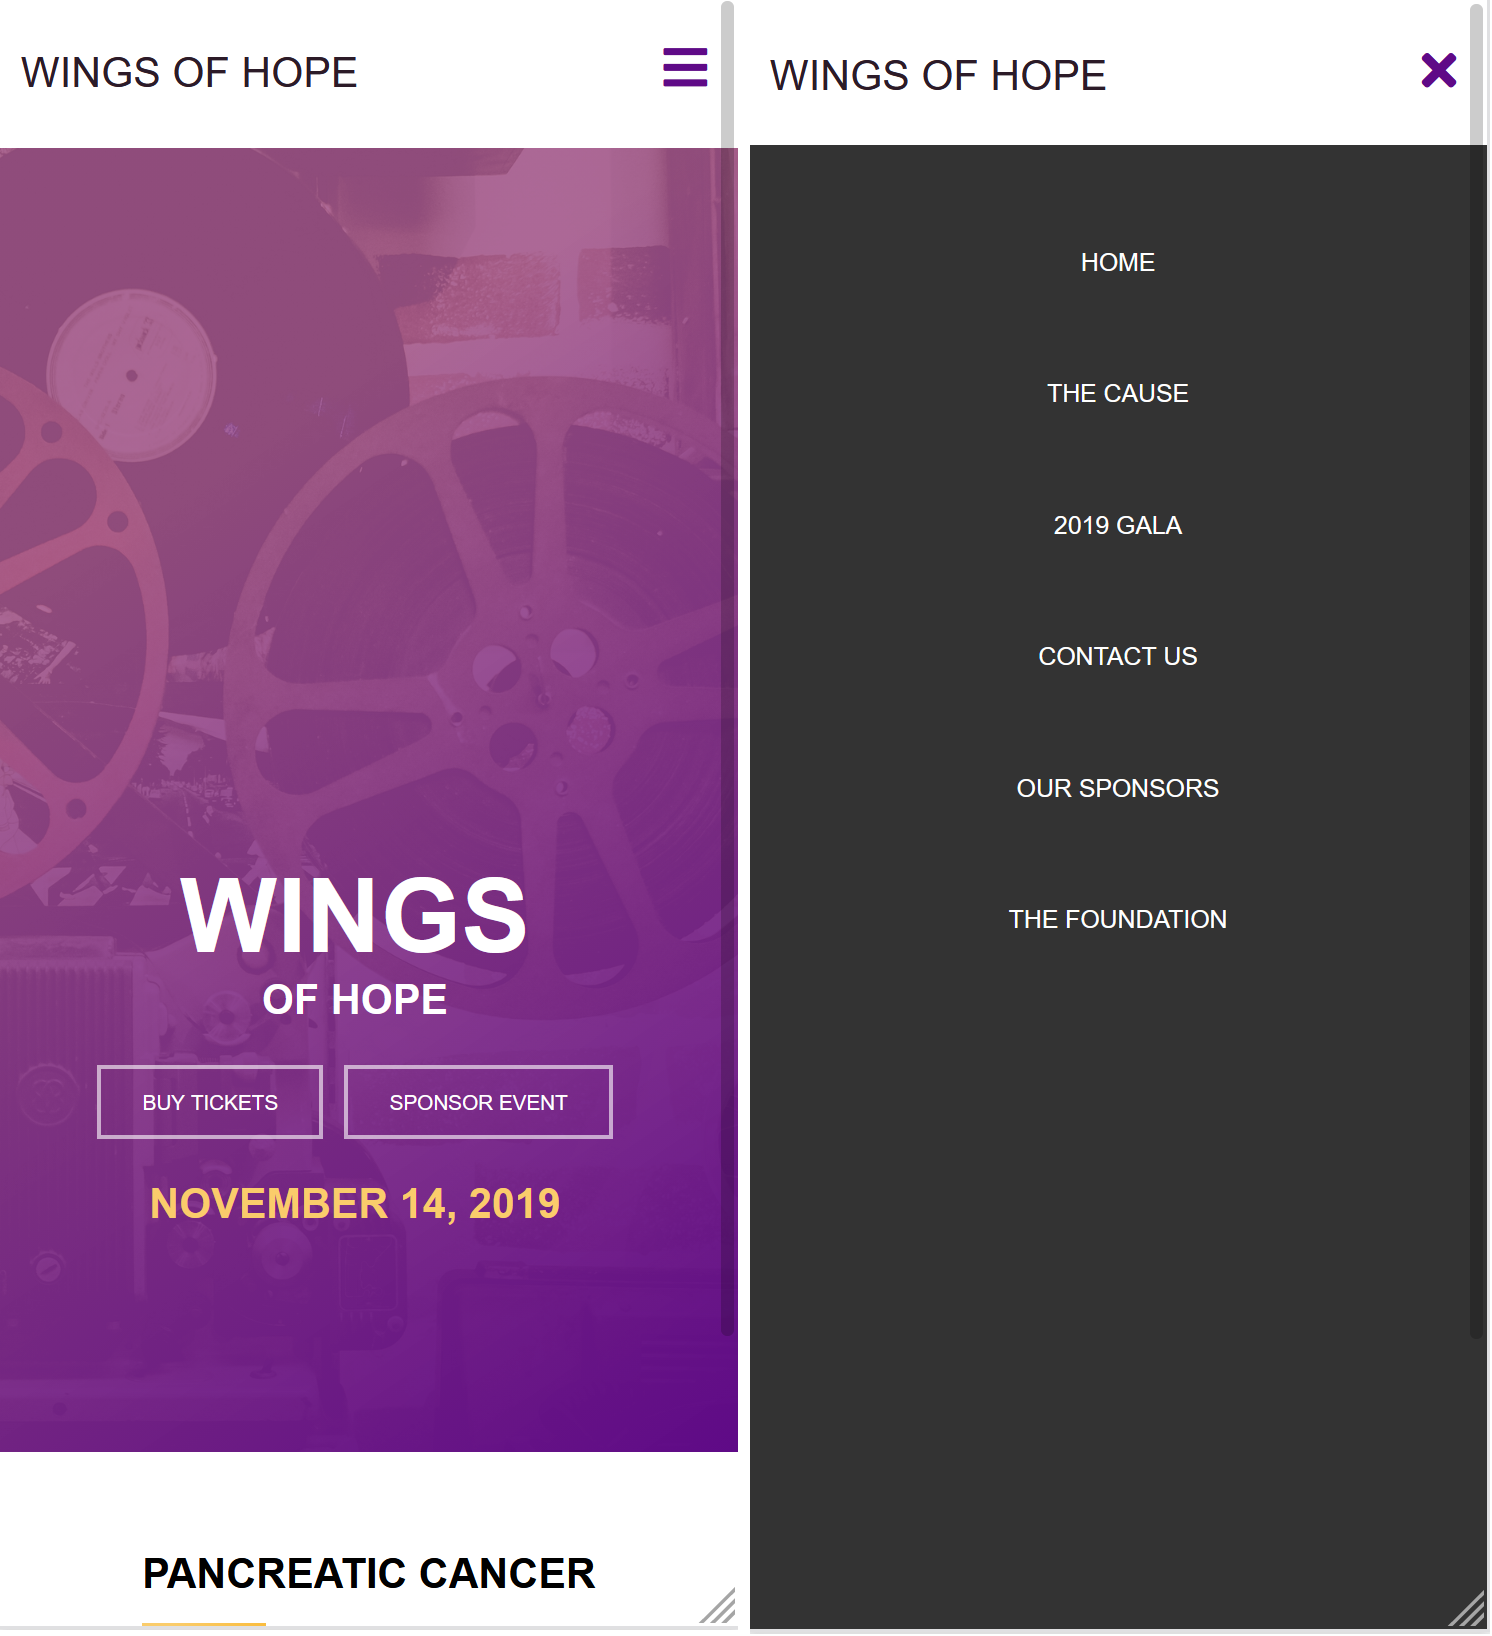 WINGS OF HOPE
WINGS
OF HOPE
BUY TICKETS
SPONSOR EVENT
NOVEMBER 14, 2019
PANCREATIC CANCER
WINGS OF HOPE
HOME
THE CAUSE
2019 GALA
CONTACT US
OUR SPONSORS
THE FOUNDATION